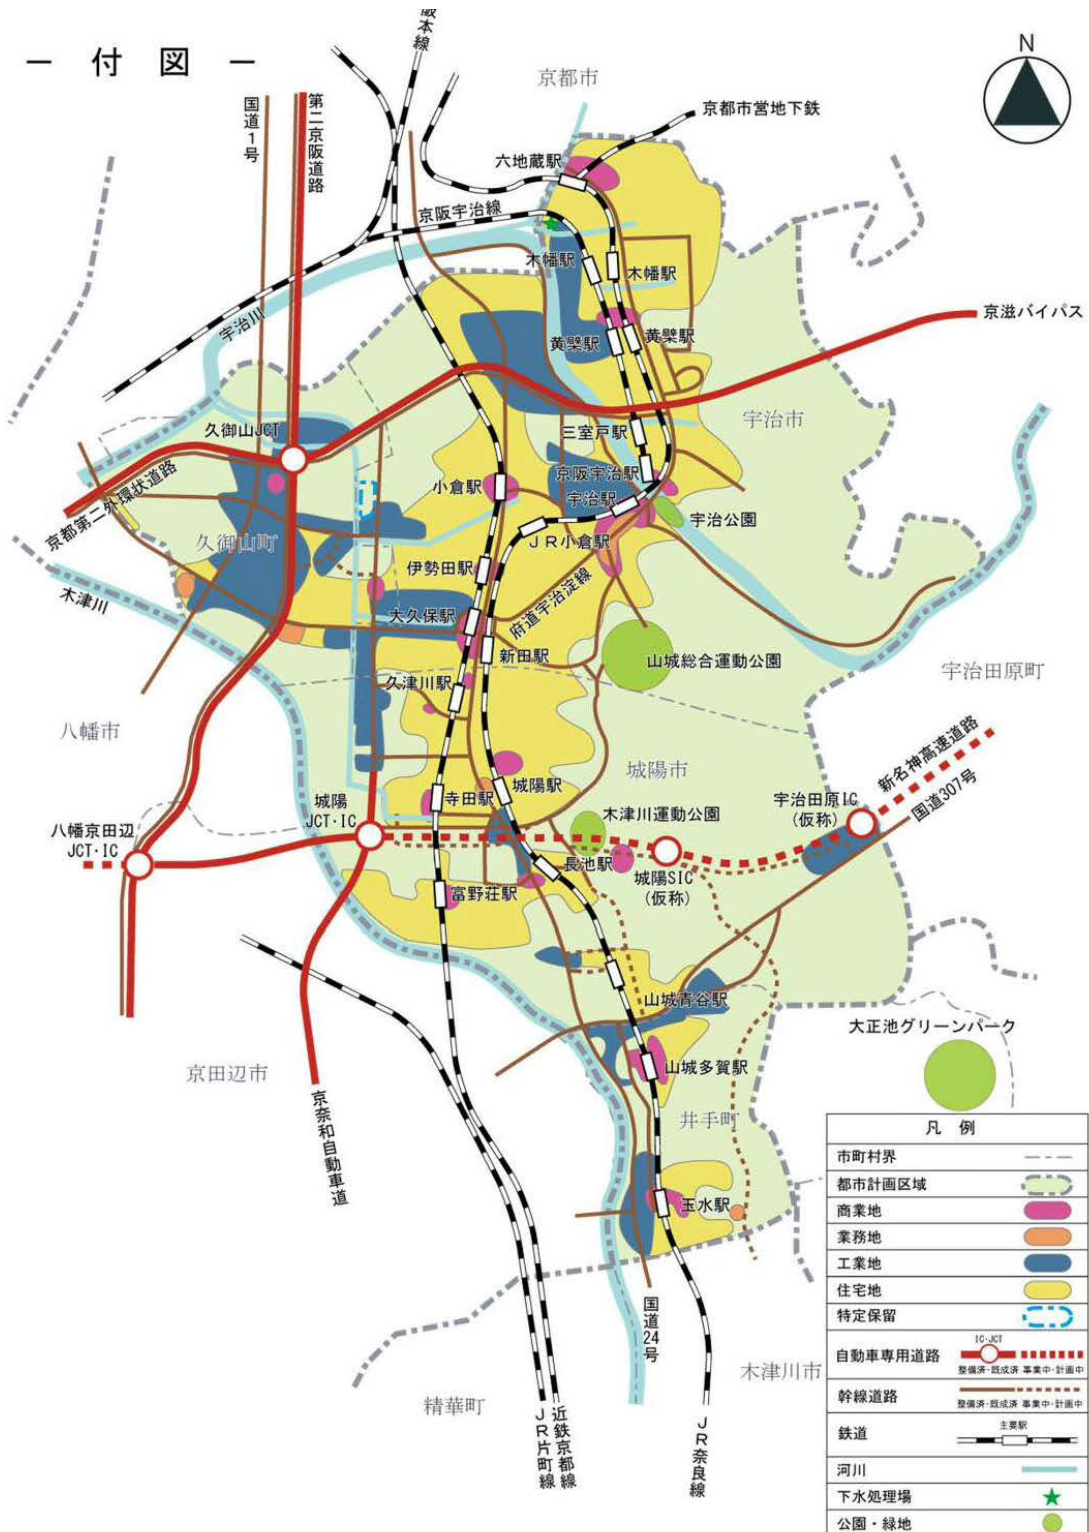 — 付 図 —
阪本線
N
京都市
京都市営地下鉄
国道1号
第二京阪道路
六地蔵駅
京阪宇治線
木幡駅
木幡駅
宇治川
京滋バイパス
黄檗駅
黄檗駅
宇治市
久御山JCT
三室戸駅
京阪宇治駅
京都第二外環状道路
小倉駅
宇治駅
宇治公園
久御山町
JR小倉駅
伊勢田駅
木津川
大久保駅
府道宇治淀線
新田駅
山城総合運動公園
宇治田原町
久津川駅
八幡市
城陽市
新名神高速道路
城陽駅
寺田駅
城陽
JCT・IC
木津川運動公園
宇治田原IC
(仮称)
国道307号
八幡京田辺
JCT・IC
長池駅
城陽SIC
(仮称)
富野荘駅
山城青谷駅
大正池グリーンパーク
京田辺市
山城多賀駅
京奈和自動車道
井手町
玉水駅
国道24号
木津川市
精華町
JR片町線
近鉄京都線
JR奈良線
凡 例
市町村界
都市計画区域
商業地
業務地
工業地
住宅地
特定保留
自動車専用道路
IC・JCT
整備済・既成済 事業中・計画中
幹線道路
整備済・既成済 事業中・計画中
鉄道
主要駅
河川
下水処理場
公園・緑地